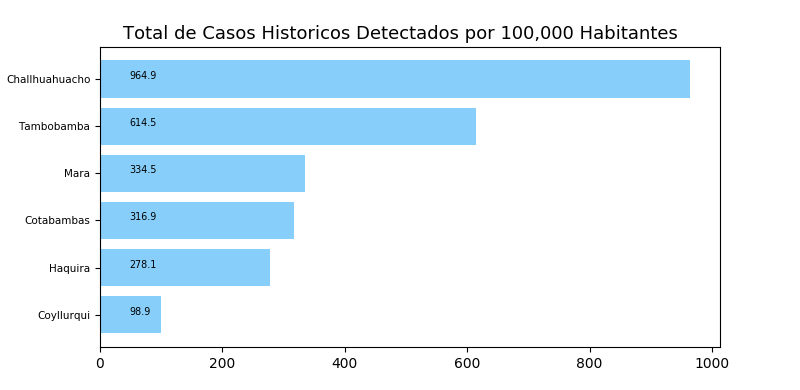 Total de Casos Historicos Detectados por 100,000 Habitantes
Challhuahuacho 964.9
Tambobamba 614.5
Mara 334.5
Cotabambas 316.9
Haquira 278.1
Coyllurqui 98.9
0 200 400 600 800 1000